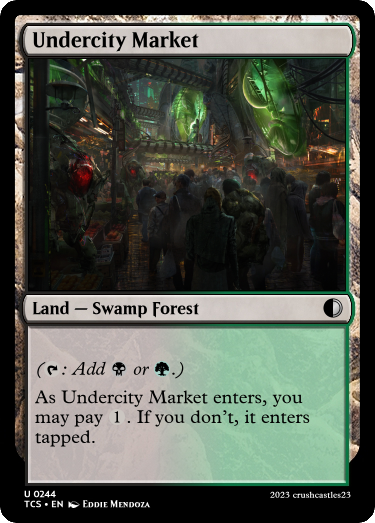 Undercity Market
Land — Swamp Forest
(: Add or .)
As Undercity Market enters, you
may pay 1. If you don't, it enters
tapped.
U 0244
TCS • EN Eddie Mendoza
2023 crushcastles23